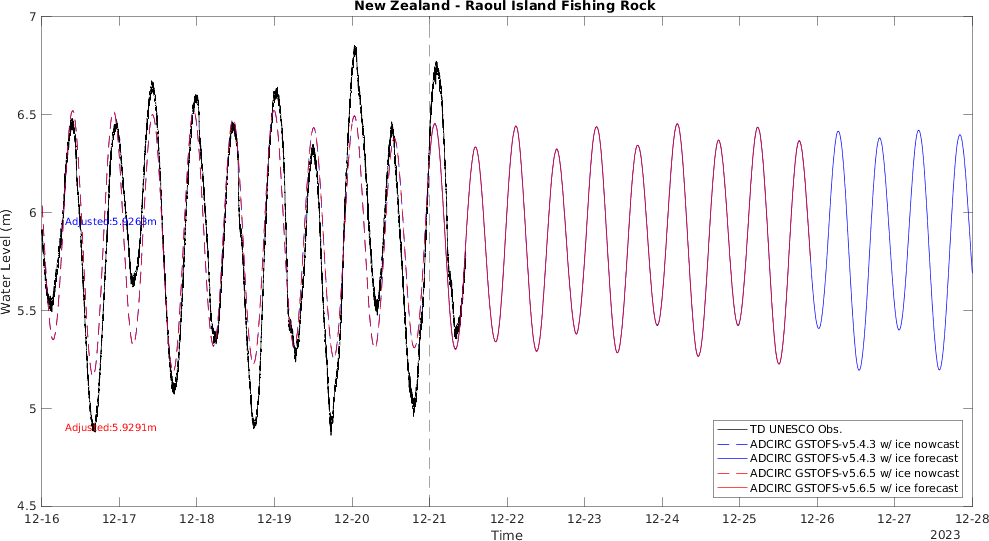 New Zealand - Raoul Island Fishing Rock
7
6.5
6
5.5
5
4.5
Water Level (m)
Adjusted:5.9263m
Adjusted:5.9291m
TD UNESCO Obs.
ADCIRC GSTOFS-v5.4.3 w/ ice nowcast
ADCIRC GSTOFS-v5.4.3 w/ ice forecast
ADCIRC GSTOFS-v5.6.5 w/ ice nowcast
ADCIRC GSTOFS-v5.6.5 w/ ice forecast
12-16 12-17 12-18 12-19 12-20 12-21 12-22 12-23 12-24 12-25 12-26 12-27 12-28
Time
2023